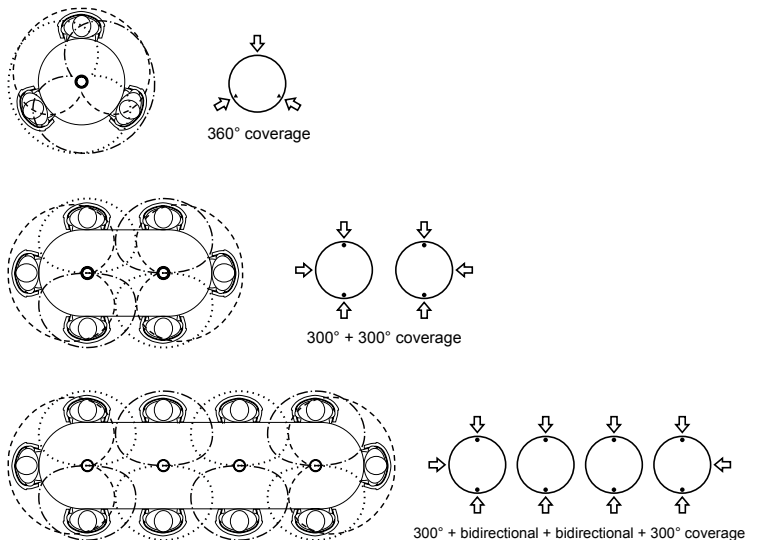 360° coverage
300° + 300° coverage
300° + bidirectional + bidirectional + 300° coverage